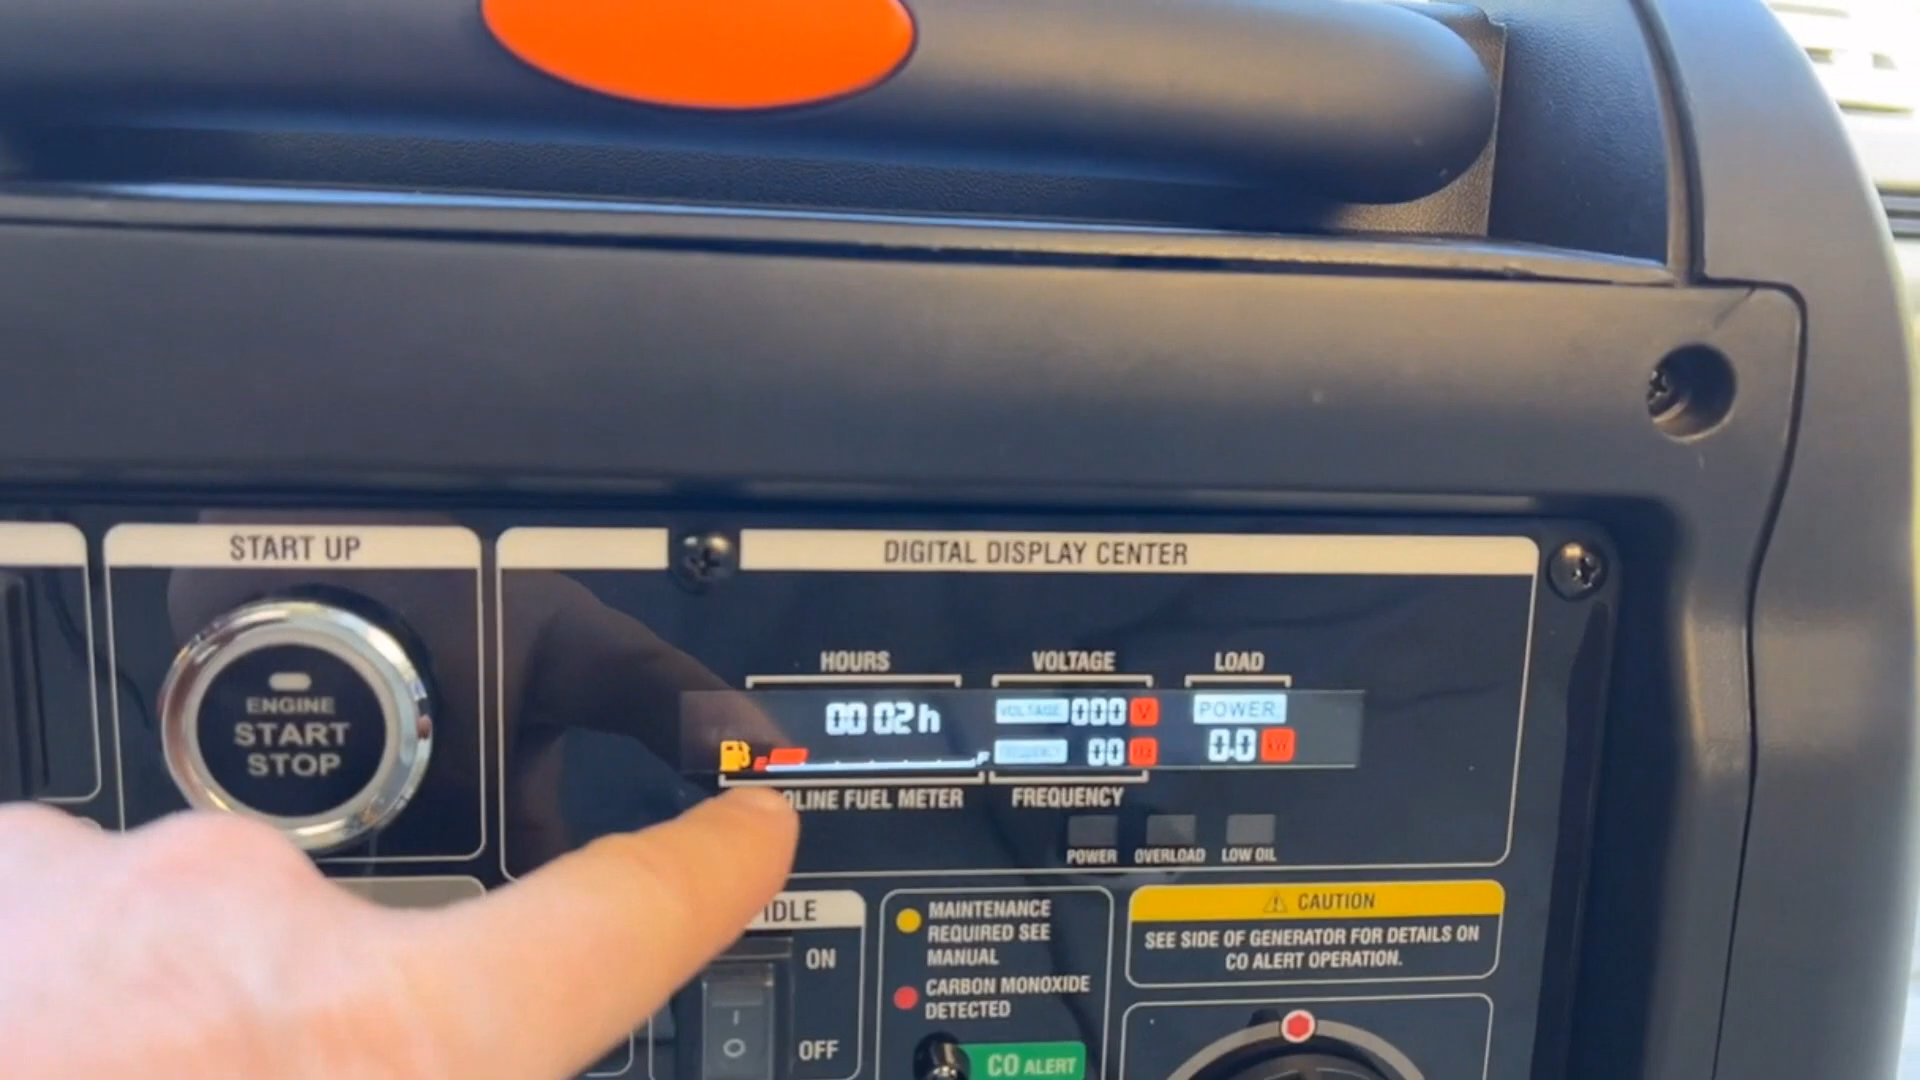 START UP
DIGITAL DISPLAY CENTER
ENGINE
START
STOP
HOURS
VOLTAGE
LOAD
00 02 h
VOLTAGE 000 V
POWER
FREQUENCY 00 Hz
0.0 kW
E
F
LINE FUEL METER
FREQUENCY
POWER
OVERLOAD
LOW OIL
IDLE
ON
OFF
MAINTENANCE
REQUIRED SEE
MANUAL
CARBON MONOXIDE
DETECTED
CO ALERT
CAUTION
SEE SIDE OF GENERATOR FOR DETAILS ON
CO ALERT OPERATION.